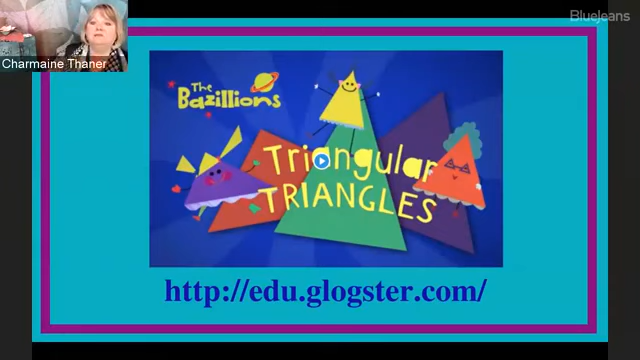 BlueJeans
Charmaine Thaner
The
Bazillions
Triangular
TRIANGLES
http://edu.glogster.com/